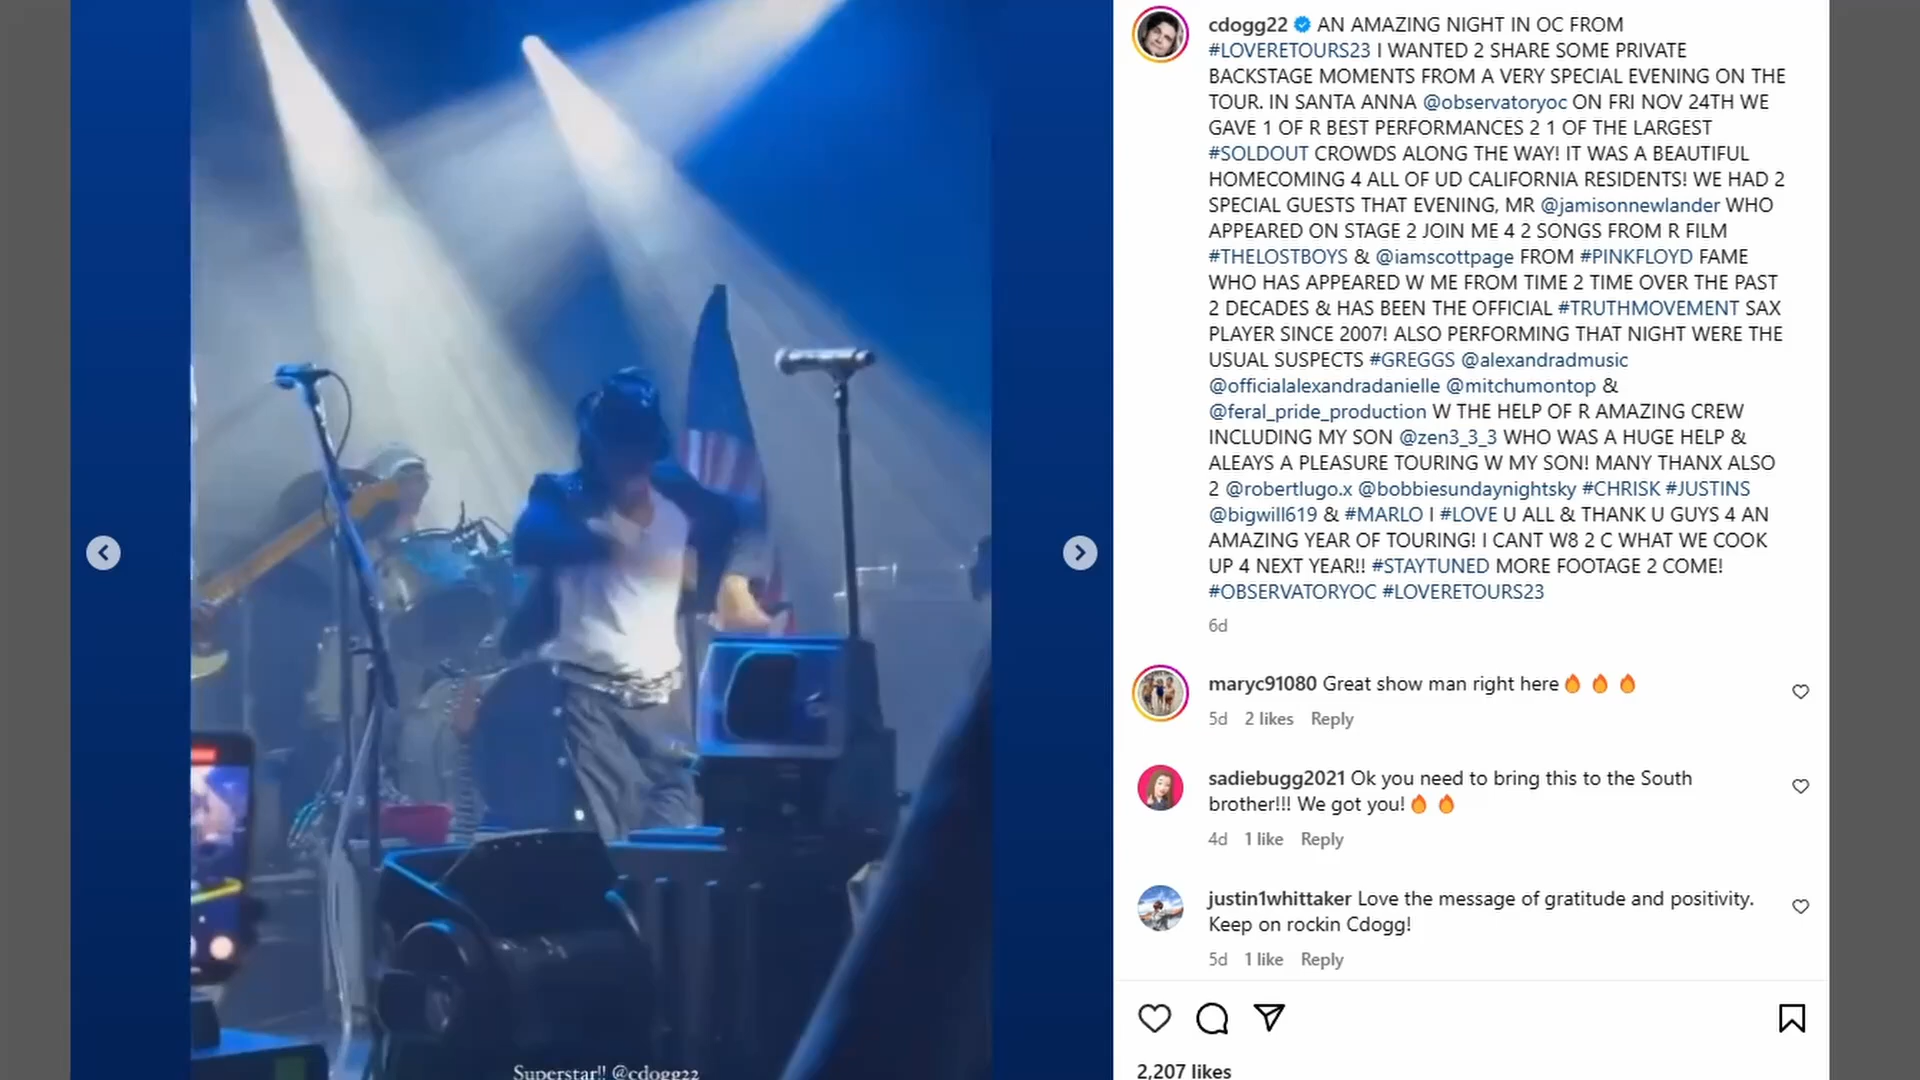 cdogg22 AN AMAZING NIGHT IN OC FROM
#LOVERETOURS23 I WANTED 2 SHARE SOME PRIVATE
BACKSTAGE MOMENTS FROM A VERY SPECIAL EVENING ON THE
TOUR. IN SANTA ANNA @observatoryoc ON FRI NOV 24TH WE
GAVE 1 OF R BEST PERFORMANCES 2 1 OF THE LARGEST
#SOLDOUT CROWDS ALONG THE WAY! IT WAS A BEAUTIFUL
HOMECOMING 4 ALL OF UD CALIFORNIA RESIDENTS! WE HAD 2
SPECIAL GUESTS THAT EVENING, MR @jamisonnewlander WHO
APPEARED ON STAGE 2 JOIN ME 4 2 SONGS FROM R FILM
#THELOSTBOYS & @iamscottpage FROM #PINKFLOYD FAME
WHO HAS APPEARED W ME FROM TIME 2 TIME OVER THE PAST
2 DECADES & HAS BEEN THE OFFICIAL #TRUTHMOVEMENT SAX
PLAYER SINCE 2007! ALSO PERFORMING THAT NIGHT WERE THE
USUAL SUSPECTS #GREGGS @alexandradmusic
@officialalexandradanielle @mitchumontop &
@feral_pride_production W THE HELP OF R AMAZING CREW
INCLUDING MY SON @zen3_3_3 WHO WAS A HUGE HELP &
ALEAYS A PLEASURE TOURING W MY SON! MANY THANX ALSO
2 @robertlugo.x @bobbiesundaynightsky #CHRISK #JUSTINS
@bigwill619 & #MARLO I #LOVE U ALL & THANK U GUYS 4 AN
AMAZING YEAR OF TOURING! I CANT W8 2 C WHAT WE COOK
UP 4 NEXT YEAR!! #STAYTUNED MORE FOOTAGE 2 COME!
#OBSERVATORYOC #LOVERETOURS23
6d
maryc91080 Great show man right here🔥 🔥 🔥
5d 2 likes Reply
sadiebugg2021 Ok you need to bring this to the South
brother!!! We got you!🔥 🔥
4d 1 like Reply
justin1whittaker Love the message of gratitude and positivity.
Keep on rockin Cdogg!
5d 1 like Reply
2,207 likes
Superstar!! @cdogg22